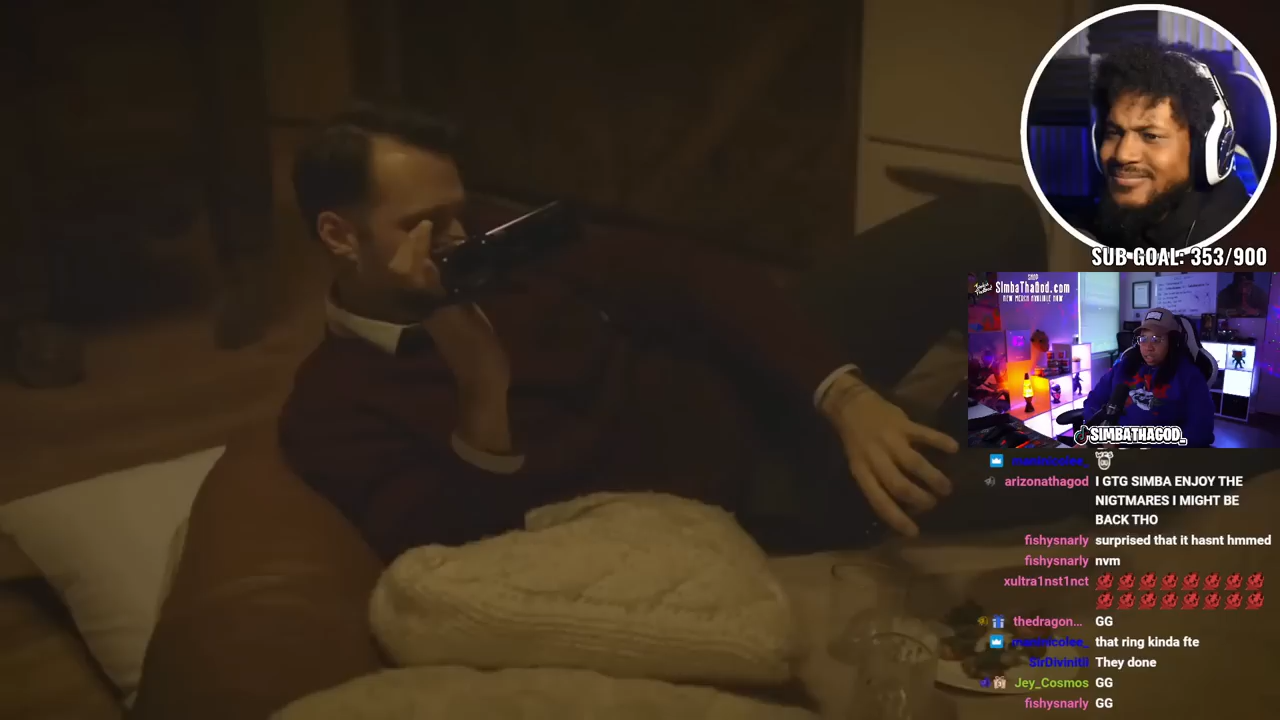 SUB GOAL: 353/900
SimbaThaGod.com
NEW MERCH AVAILABLE NOW
SIMBATHAGOD_
arizonathagod I GTG SIMBA ENJOY THE
NIGTMARES I MIGHT BE
BACK THO
fishysnarly surprised that it hasnt hmmed
fishysnarly nvm
xultra1nst1nct
thedragon... GG
that ring kinda fte
SirDivinitii They done
Jey_Cosmos GG
fishysnarly GG